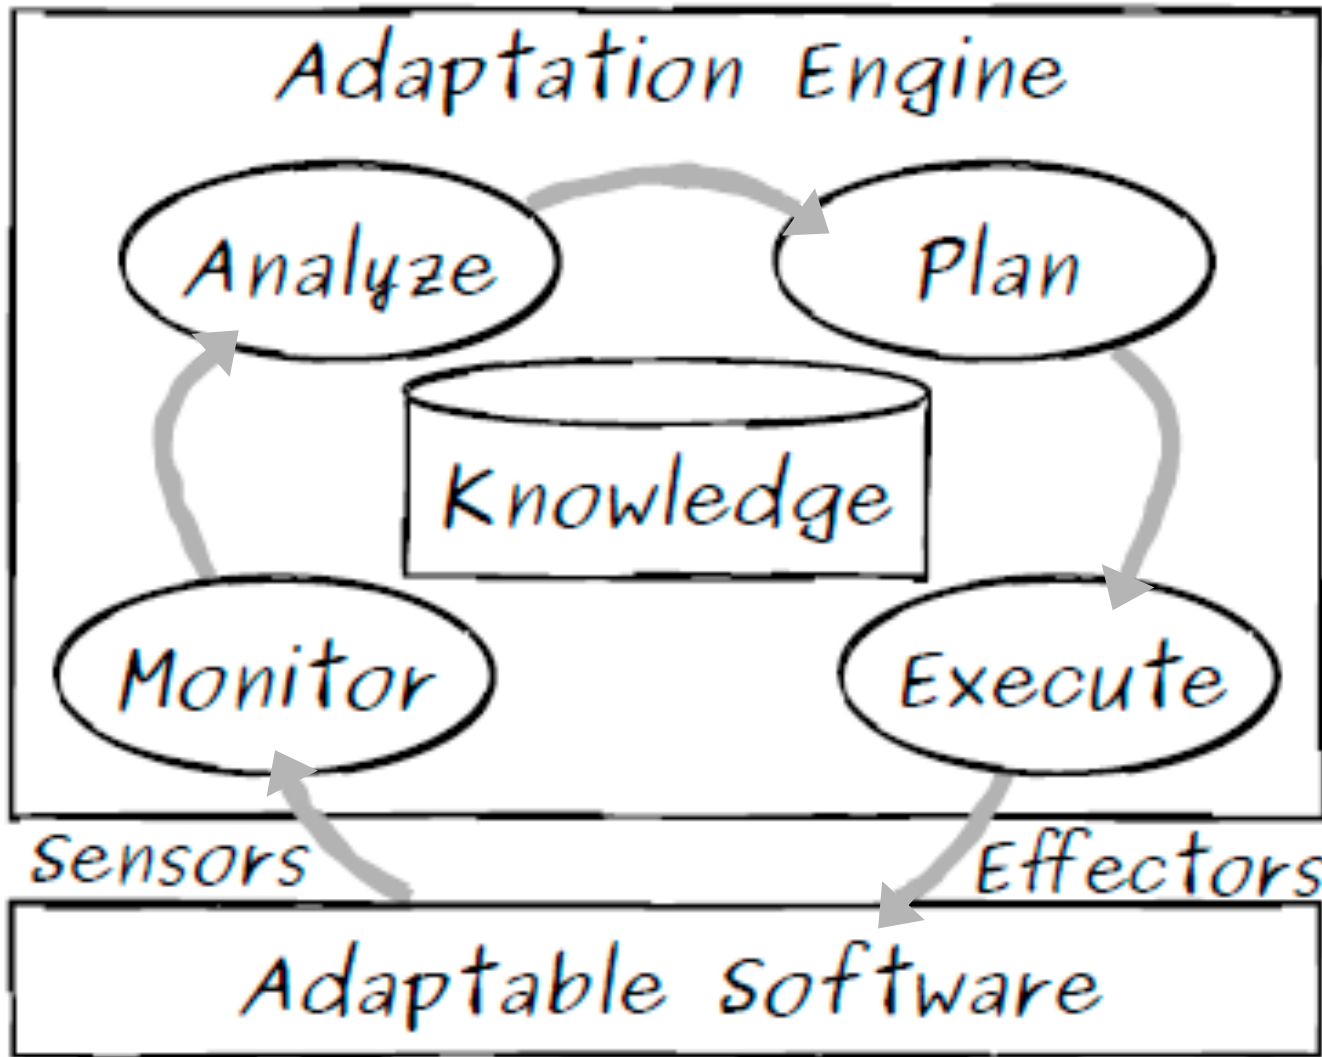 Adaptation Engine
Analyze
Plan
Knowledge
Monitor
Execute
Sensors
Effectors
Adaptable Software